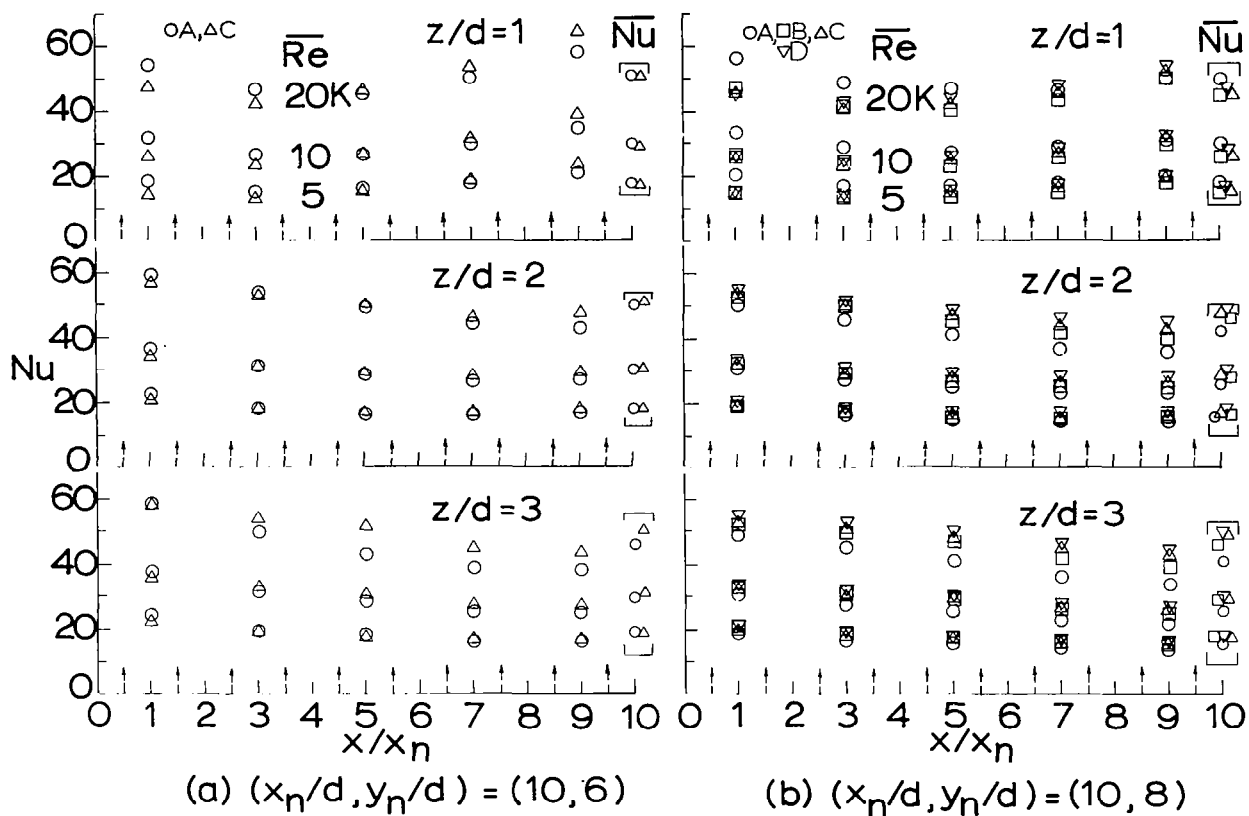 ○A,△C
Re
z/d=1
Nu
60
40
20
0
20K
10
5
z/d=2
60
40
20
0
Nu
z/d=3
60
40
20
0
0 1 2 3 4 5 6 7 8 9 10
x/xn
(a) (xn/d,yn/d) = (10,6)
○A,□B,△C
▽D
Re
z/d=1
Nu
20K
10
5
z/d=2
z/d=3
0 1 2 3 4 5 6 7 8 9 10
x/xn
(b) (xn/d,yn/d) = (10,8)